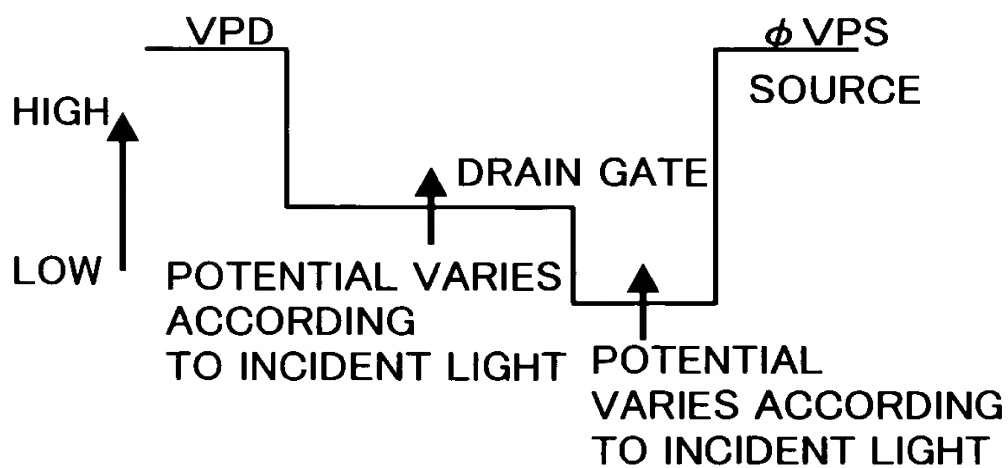 VPD
φVPS
SOURCE
HIGH
DRAIN GATE
LOW
POTENTIAL VARIES
ACCORDING
TO INCIDENT LIGHT
POTENTIAL
VARIES ACCORDING
TO INCIDENT LIGHT